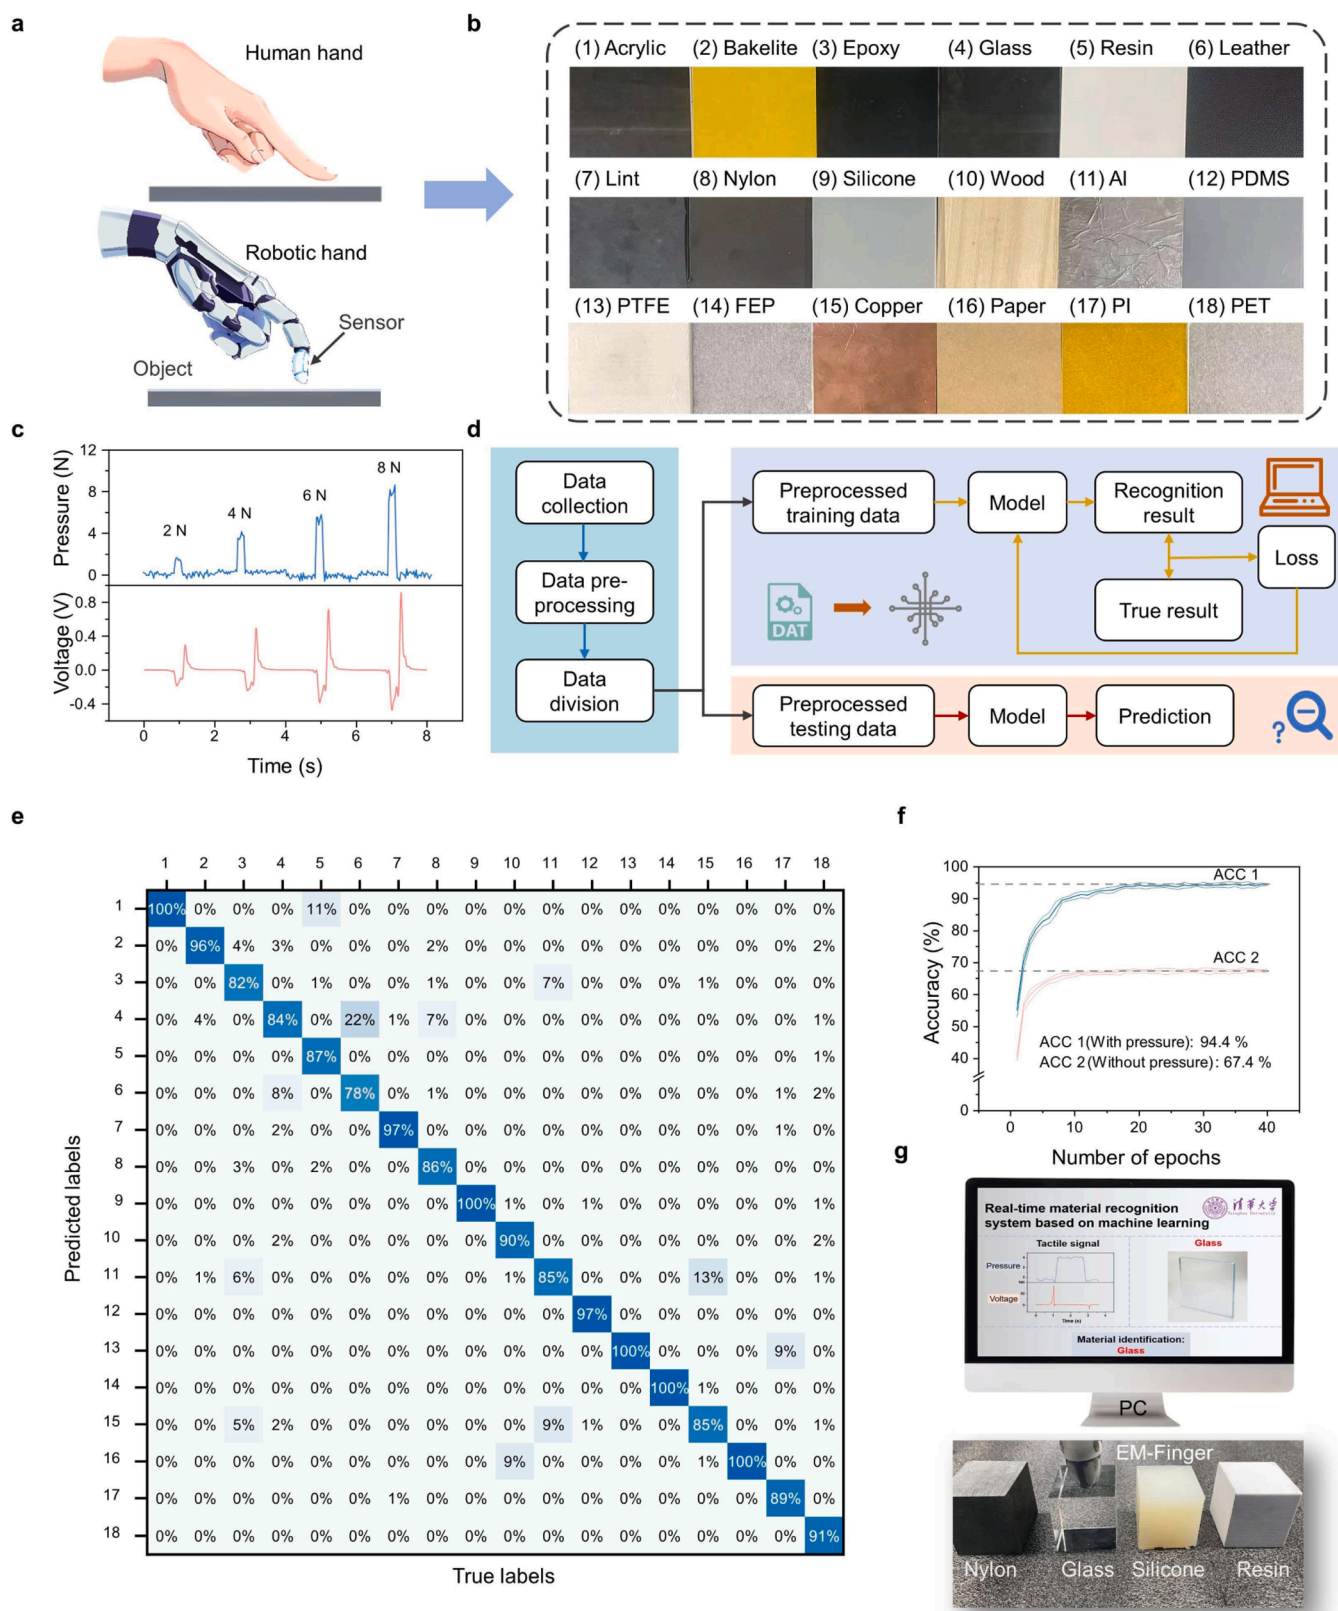 a
Human hand
Robotic hand
Sensor
Object
b
(1) Acrylic (2) Bakelite (3) Epoxy (4) Glass (5) Resin (6) Leather
(7) Lint (8) Nylon (9) Silicone (10) Wood (11) Al (12) PDMS
(13) PTFE (14) FEP (15) Copper (16) Paper (17) PI (18) PET
c
Pressure (N)
12
8
4
0
2 N
4 N
6 N
8 N
Voltage (V)
0.8
0.4
0.0
-0.4
0 2 4 6 8
Time (s)
d
Data
collection
Data pre-
processing
Data
division
Preprocessed
training data
Model
Recognition
result
True result
Loss
DAT
Preprocessed
testing data
Model
Prediction
?
e
1 2 3 4 5 6 7 8 9 10 11 12 13 14 15 16 17 18
1 100% 0% 0% 0% 11% 0% 0% 0% 0% 0% 0% 0% 0% 0% 0% 0% 0% 0%
2 0% 96% 4% 3% 0% 0% 0% 2% 0% 0% 0% 0% 0% 0% 0% 0% 0% 2%
3 0% 0% 82% 0% 1% 0% 0% 1% 0% 0% 7% 0% 0% 0% 1% 0% 0% 0%
4 0% 4% 0% 84% 0% 22% 1% 7% 0% 0% 0% 0% 0% 0% 0% 0% 0% 1%
5 0% 0% 0% 0% 87% 0% 0% 0% 0% 0% 0% 0% 0% 0% 0% 0% 0% 1%
6 0% 0% 0% 8% 0% 78% 0% 1% 0% 0% 0% 0% 0% 0% 0% 0% 1% 2%
7 0% 0% 0% 2% 0% 0% 97% 0% 0% 0% 0% 0% 0% 0% 0% 0% 1% 0%
8 0% 0% 3% 0% 2% 0% 0% 86% 0% 0% 0% 0% 0% 0% 0% 0% 0% 0%
9 0% 0% 0% 0% 0% 0% 0% 0% 100% 1% 0% 1% 0% 0% 0% 0% 0% 1%
10 0% 0% 0% 2% 0% 0% 0% 0% 0% 90% 0% 0% 0% 0% 0% 0% 0% 2%
11 0% 1% 6% 0% 0% 0% 0% 0% 0% 1% 85% 0% 0% 0% 13% 0% 0% 1%
12 0% 0% 0% 0% 0% 0% 0% 0% 0% 0% 0% 97% 0% 0% 0% 0% 0% 0%
13 0% 0% 0% 0% 0% 0% 0% 0% 0% 0% 0% 0% 100% 0% 0% 0% 9% 0%
14 0% 0% 0% 0% 0% 0% 0% 0% 0% 0% 0% 0% 0% 100% 1% 0% 0% 0%
15 0% 0% 5% 2% 0% 0% 0% 0% 0% 0% 9% 1% 0% 0% 85% 0% 0% 1%
16 0% 0% 0% 0% 0% 0% 0% 0% 0% 9% 0% 0% 0% 0% 1% 100% 0% 0%
17 0% 0% 0% 0% 0% 0% 1% 0% 0% 0% 0% 0% 0% 0% 0% 0% 89% 0%
18 0% 0% 0% 0% 0% 0% 0% 0% 0% 0% 0% 0% 0% 0% 0% 0% 0% 91%
Predicted labels
True labels
f
Accuracy (%)
100
90
80
70
60
50
40
0
ACC 1
ACC 2
ACC 1(With pressure): 94.4 %
ACC 2(Without pressure): 67.4 %
0 10 20 30 40
Number of epochs
g
Real-time material recognition
system based on machine learning
清华大学
Tsinghua University
Tactile signal
Pressure
Voltage
Time (s)
Glass
Material identification:
Glass
PC
EM-Finger
Nylon Glass Silicone Resin